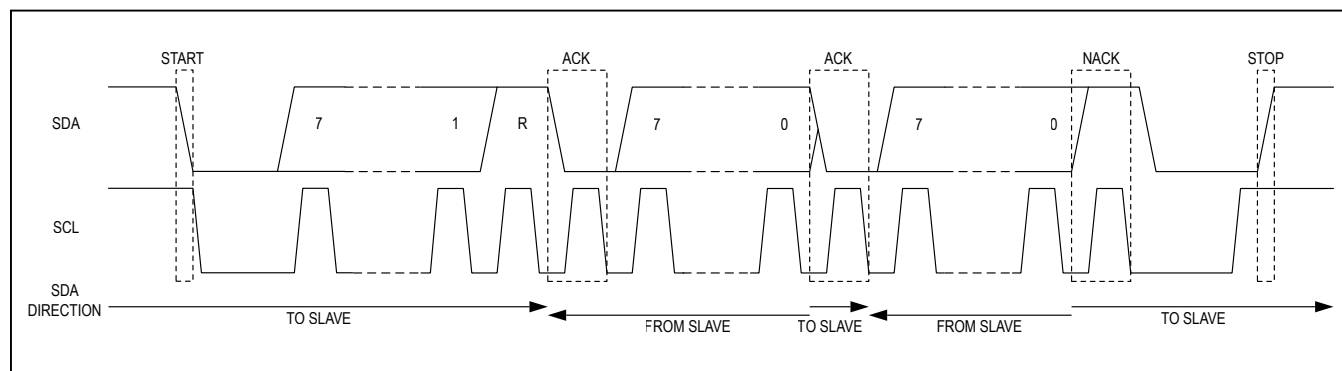 START ACK ACK NACK STOP
SDA 7 1 R 7 0 7 0
SCL
SDA
DIRECTION
TO SLAVE FROM SLAVE TO SLAVE FROM SLAVE TO SLAVE